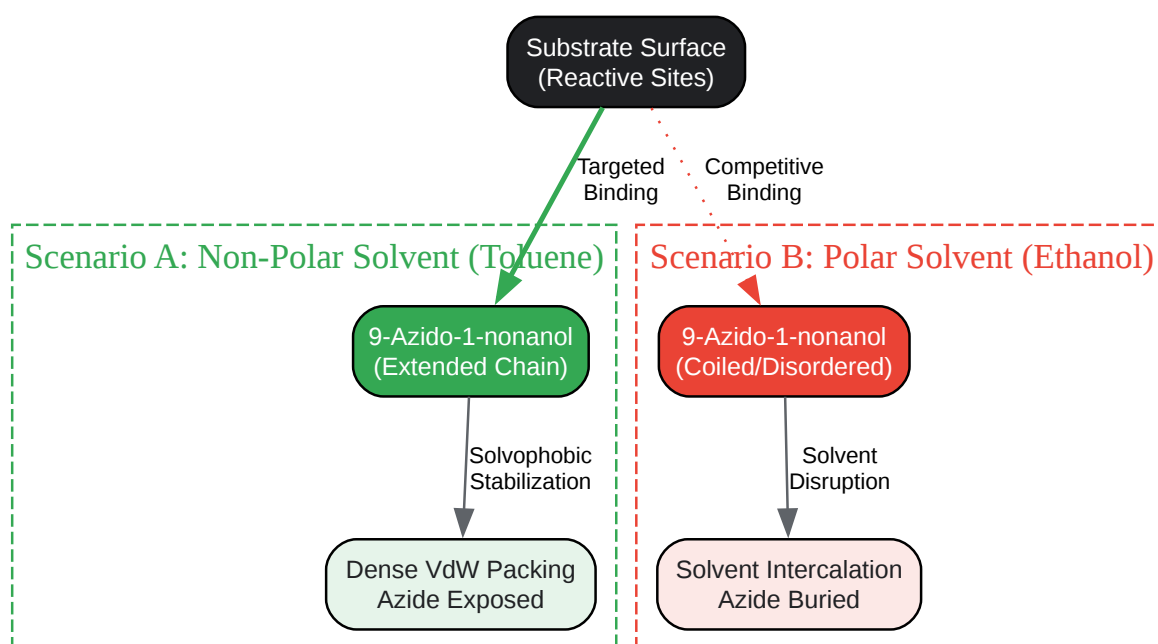 Substrate Surface
(Reactive Sites)
Targeted
Binding
Competitive
Binding
Scenario A: Non-Polar Solvent (Toluene)
Scenario B: Polar Solvent (Ethanol)
9-Azido-1-nonanol
(Extended Chain)
9-Azido-1-nonanol
(Coiled/Disordered)
Solvophobic
Stabilization
Solvent
Disruption
Dense VdW Packing
Azide Exposed
Solvent Intercalation
Azide Buried